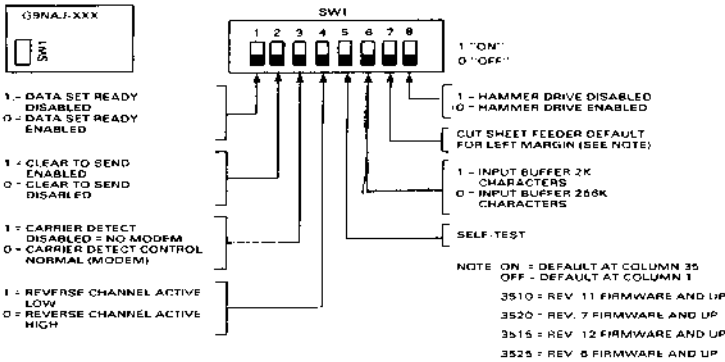 G9NAJ-XXX
SW1
SW1
1 2 3 4 5 6 7 8
1 "ON"
0 "OFF"
1 - DATA SET READY
DISABLED
0 - DATA SET READY
ENABLED
1 - CLEAR TO SEND
ENABLED
0 - CLEAR TO SEND
DISABLED
1 = CARRIER DETECT
DISABLED = NO MODEM
0 - CARRIER DETECT CONTROL
NORMAL (MODEM)
1 = REVERSE CHANNEL ACTIVE
LOW
0 = REVERSE CHANNEL ACTIVE
HIGH
1 - HAMMER DRIVE DISABLED
0 - HAMMER DRIVE ENABLED
CUT SHEET FEEDER DEFAULT
FOR LEFT MARGIN (SEE NOTE)
1 - INPUT BUFFER 2K
CHARACTERS
0 - INPUT BUFFER 256K
CHARACTERS
SELF-TEST
NOTE ON = DEFAULT AT COLUMN 35
OFF - DEFAULT AT COLUMN 1
3510 = REV. 11 FIRMWARE AND UP
3520 = REV. 7 FIRMWARE AND UP
3515 = REV. 12 FIRMWARE AND UP
3525 = REV. 6 FIRMWARE AND UP